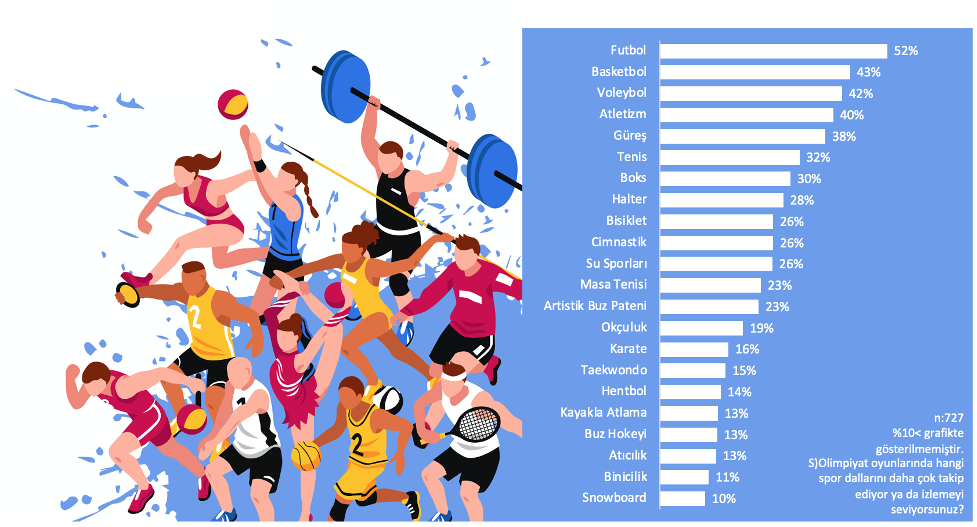 Futbol 52%
Basketbol 43%
Voleybol 42%
Atletizm 40%
Güreş 38%
Tenis 32%
Boks 30%
Halter 28%
Bisiklet 26%
Cimnastik 26%
Su Sporları 26%
Masa Tenisi 23%
Artistik Buz Pateni 23%
Okçuluk 19%
Karate 16%
Taekwondo 15%
Hentbol 14%
Kayakla Atlama 13%
Buz Hokeyi 13%
Atıcılık 13%
Binicilik 11%
Snowboard 10%
n:727
%10< grafikte
gösterilmemiştir.
S)Olimpiyat oyunlarında hangi
spor dallarını daha çok takip
ediyor ya da izlemeyi
seviyorsunuz?
2
1
2